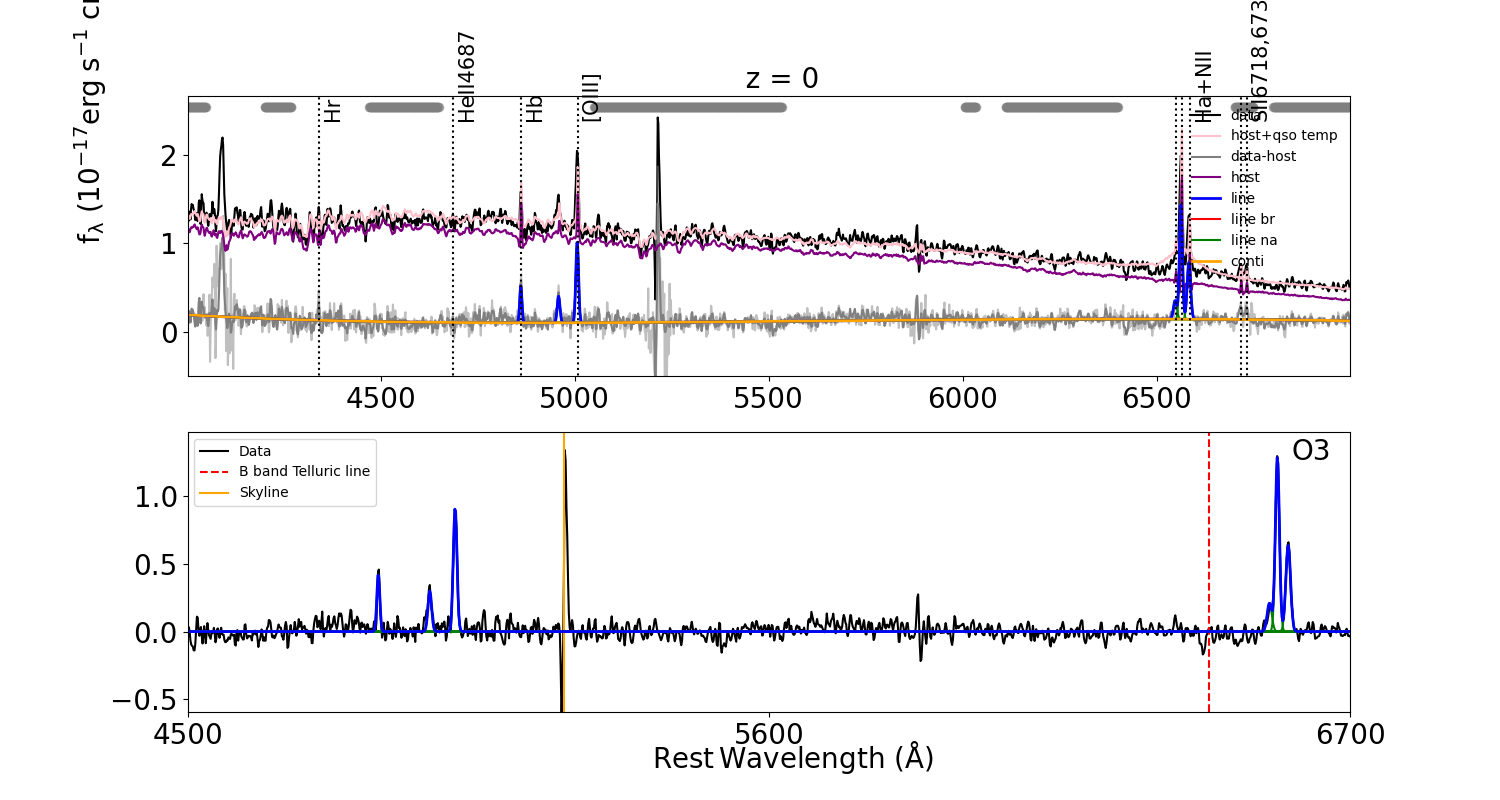 z = 0
Hr
HeII4687
Hb
[OIII]
Ha+NII
SII6718,673
fλ (10⁻¹⁷erg s⁻¹ c
data
host+qso temp
data-host
host
line
line br
line na
conti
2
1
0
4500 5000 5500 6000 6500
O3
Data
B band Telluric line
Skyline
1.0
0.5
0.0
−0.5
4500 5600 6700
Rest Wavelength (Å)